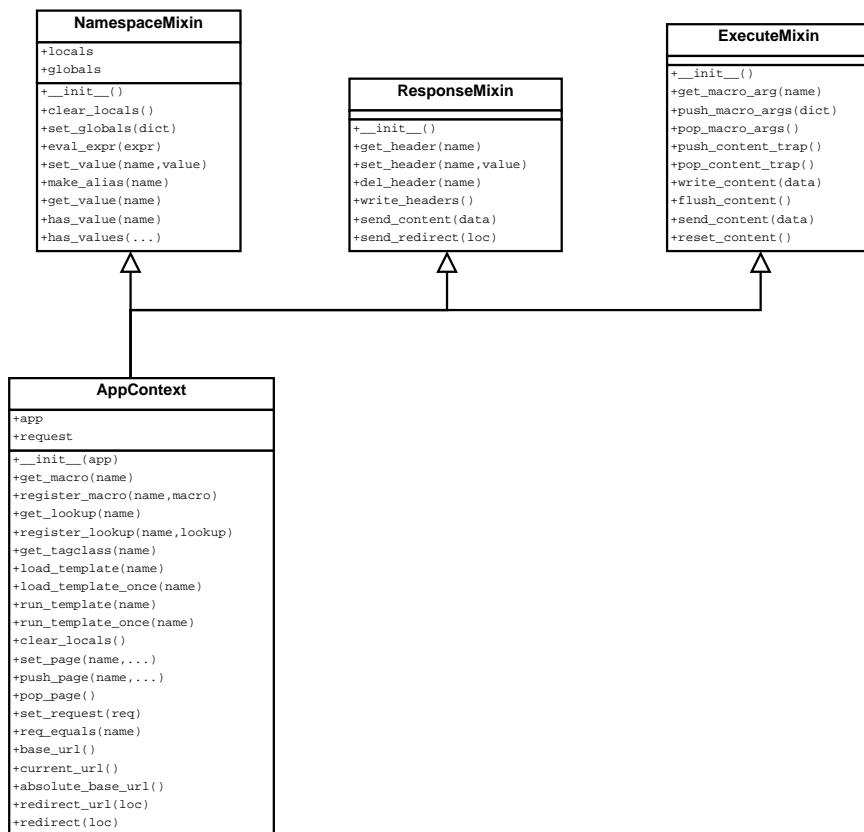 NamespaceMixin
+locals
+globals
+__init__()
+clear_locals()
+set_globals(dict)
+eval_expr(expr)
+set_value(name,value)
+make_alias(name)
+get_value(name)
+has_value(name)
+has_values(...)
ResponseMixin
+__init__()
+get_header(name)
+set_header(name,value)
+del_header(name)
+write_headers()
+send_content(data)
+send_redirect(loc)
ExecuteMixin
+__init__()
+get_macro_arg(name)
+push_macro_args(dict)
+pop_macro_args()
+push_content_trap()
+pop_content_trap()
+write_content(data)
+flush_content()
+send_content(data)
+reset_content()
AppContext
+app
+request
+__init__(app)
+get_macro(name)
+register_macro(name,macro)
+get_lookup(name)
+register_lookup(name,lookup)
+get_tagclass(name)
+load_template(name)
+load_template_once(name)
+run_template(name)
+run_template_once(name)
+clear_locals()
+set_page(name,...)
+push_page(name,...)
+pop_page()
+set_request(req)
+req_equals(name)
+base_url()
+current_url()
+absolute_base_url()
+redirect_url(loc)
+redirect(loc)